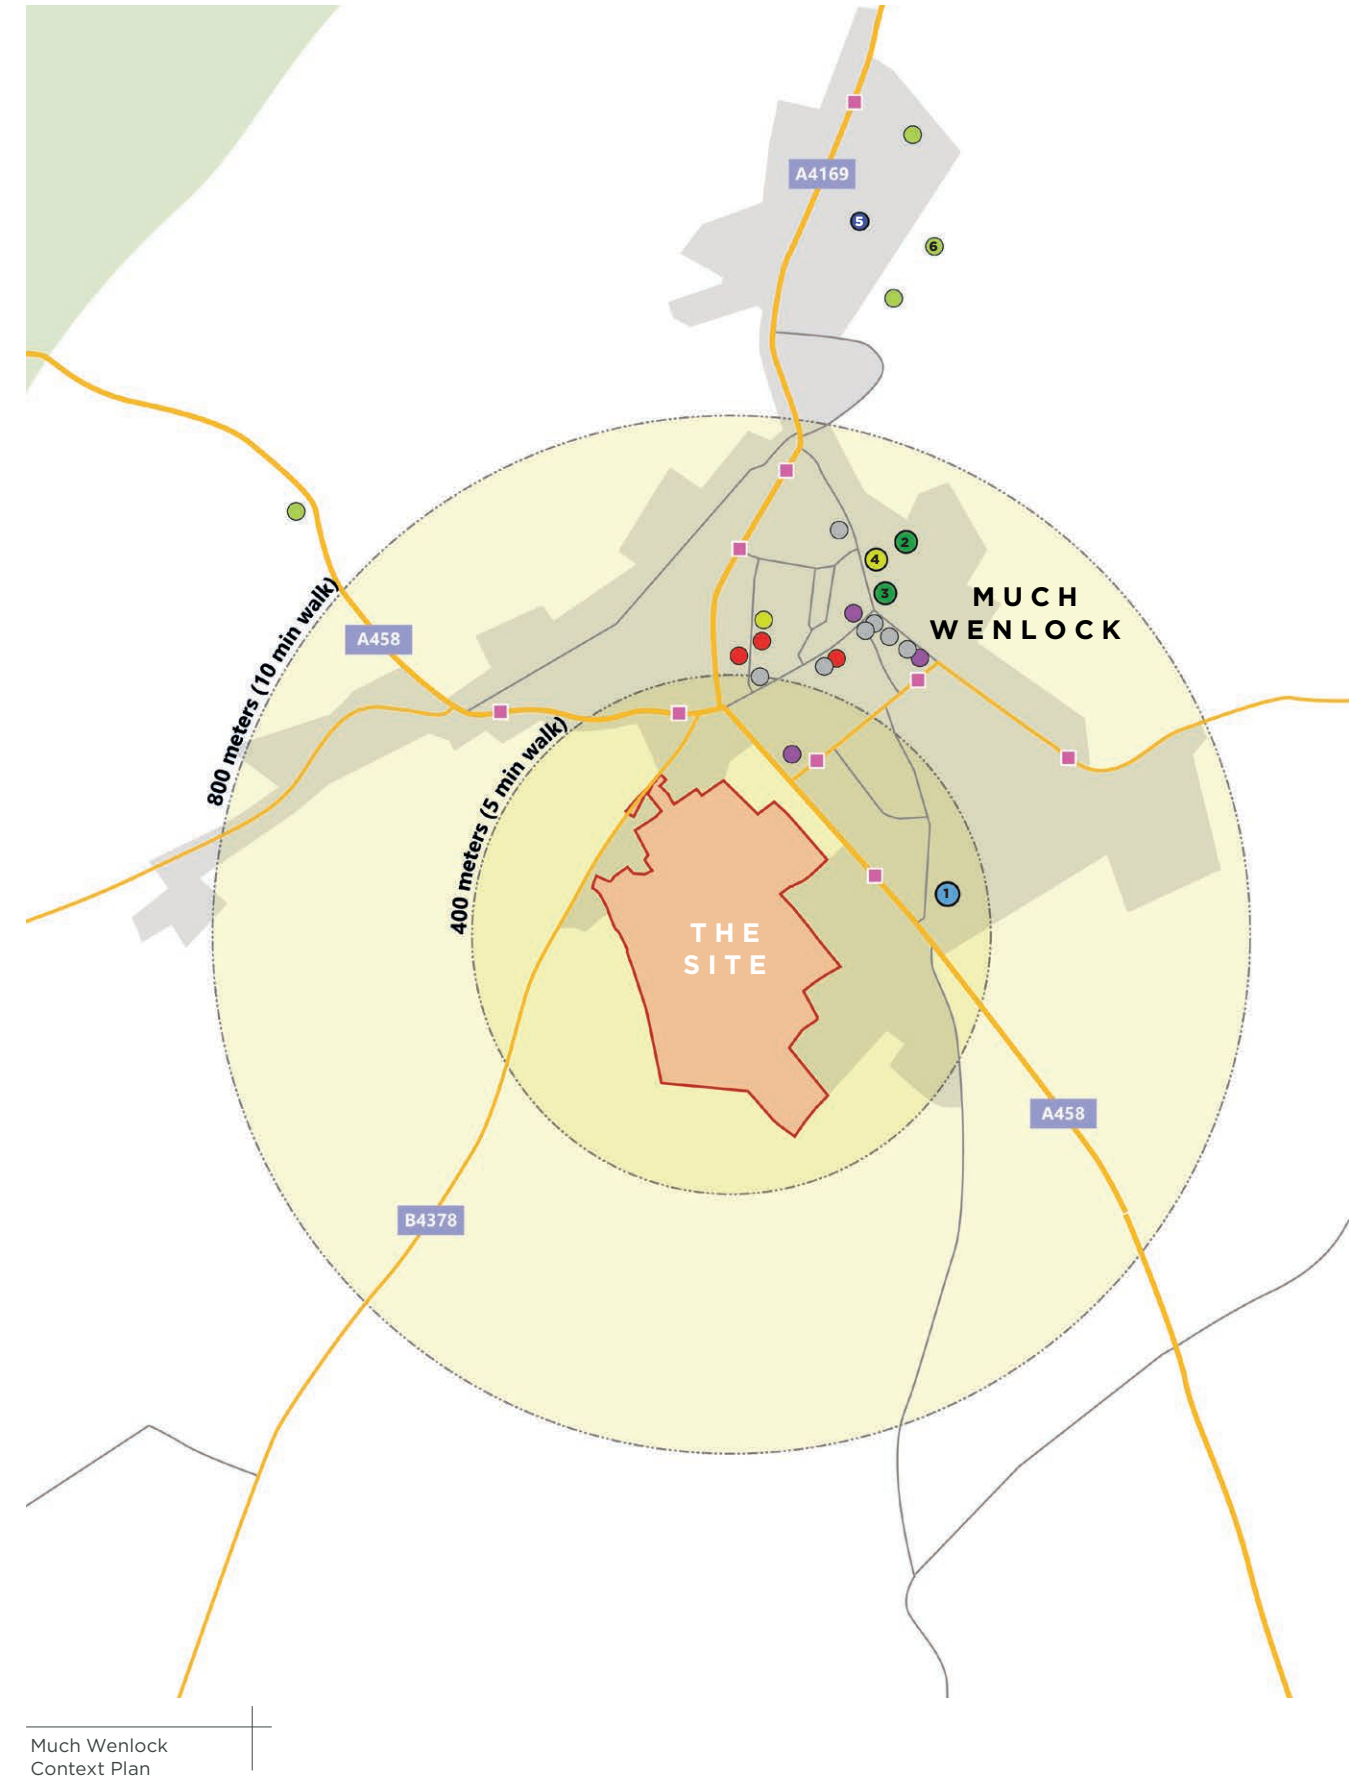 A4169
5
6
2
4
3
MUCH
WENLOCK
A458
800 meters (10 min walk)
400 meters (5 min walk)
1
THE
SITE
A458
B4378
Much Wenlock
Context Plan